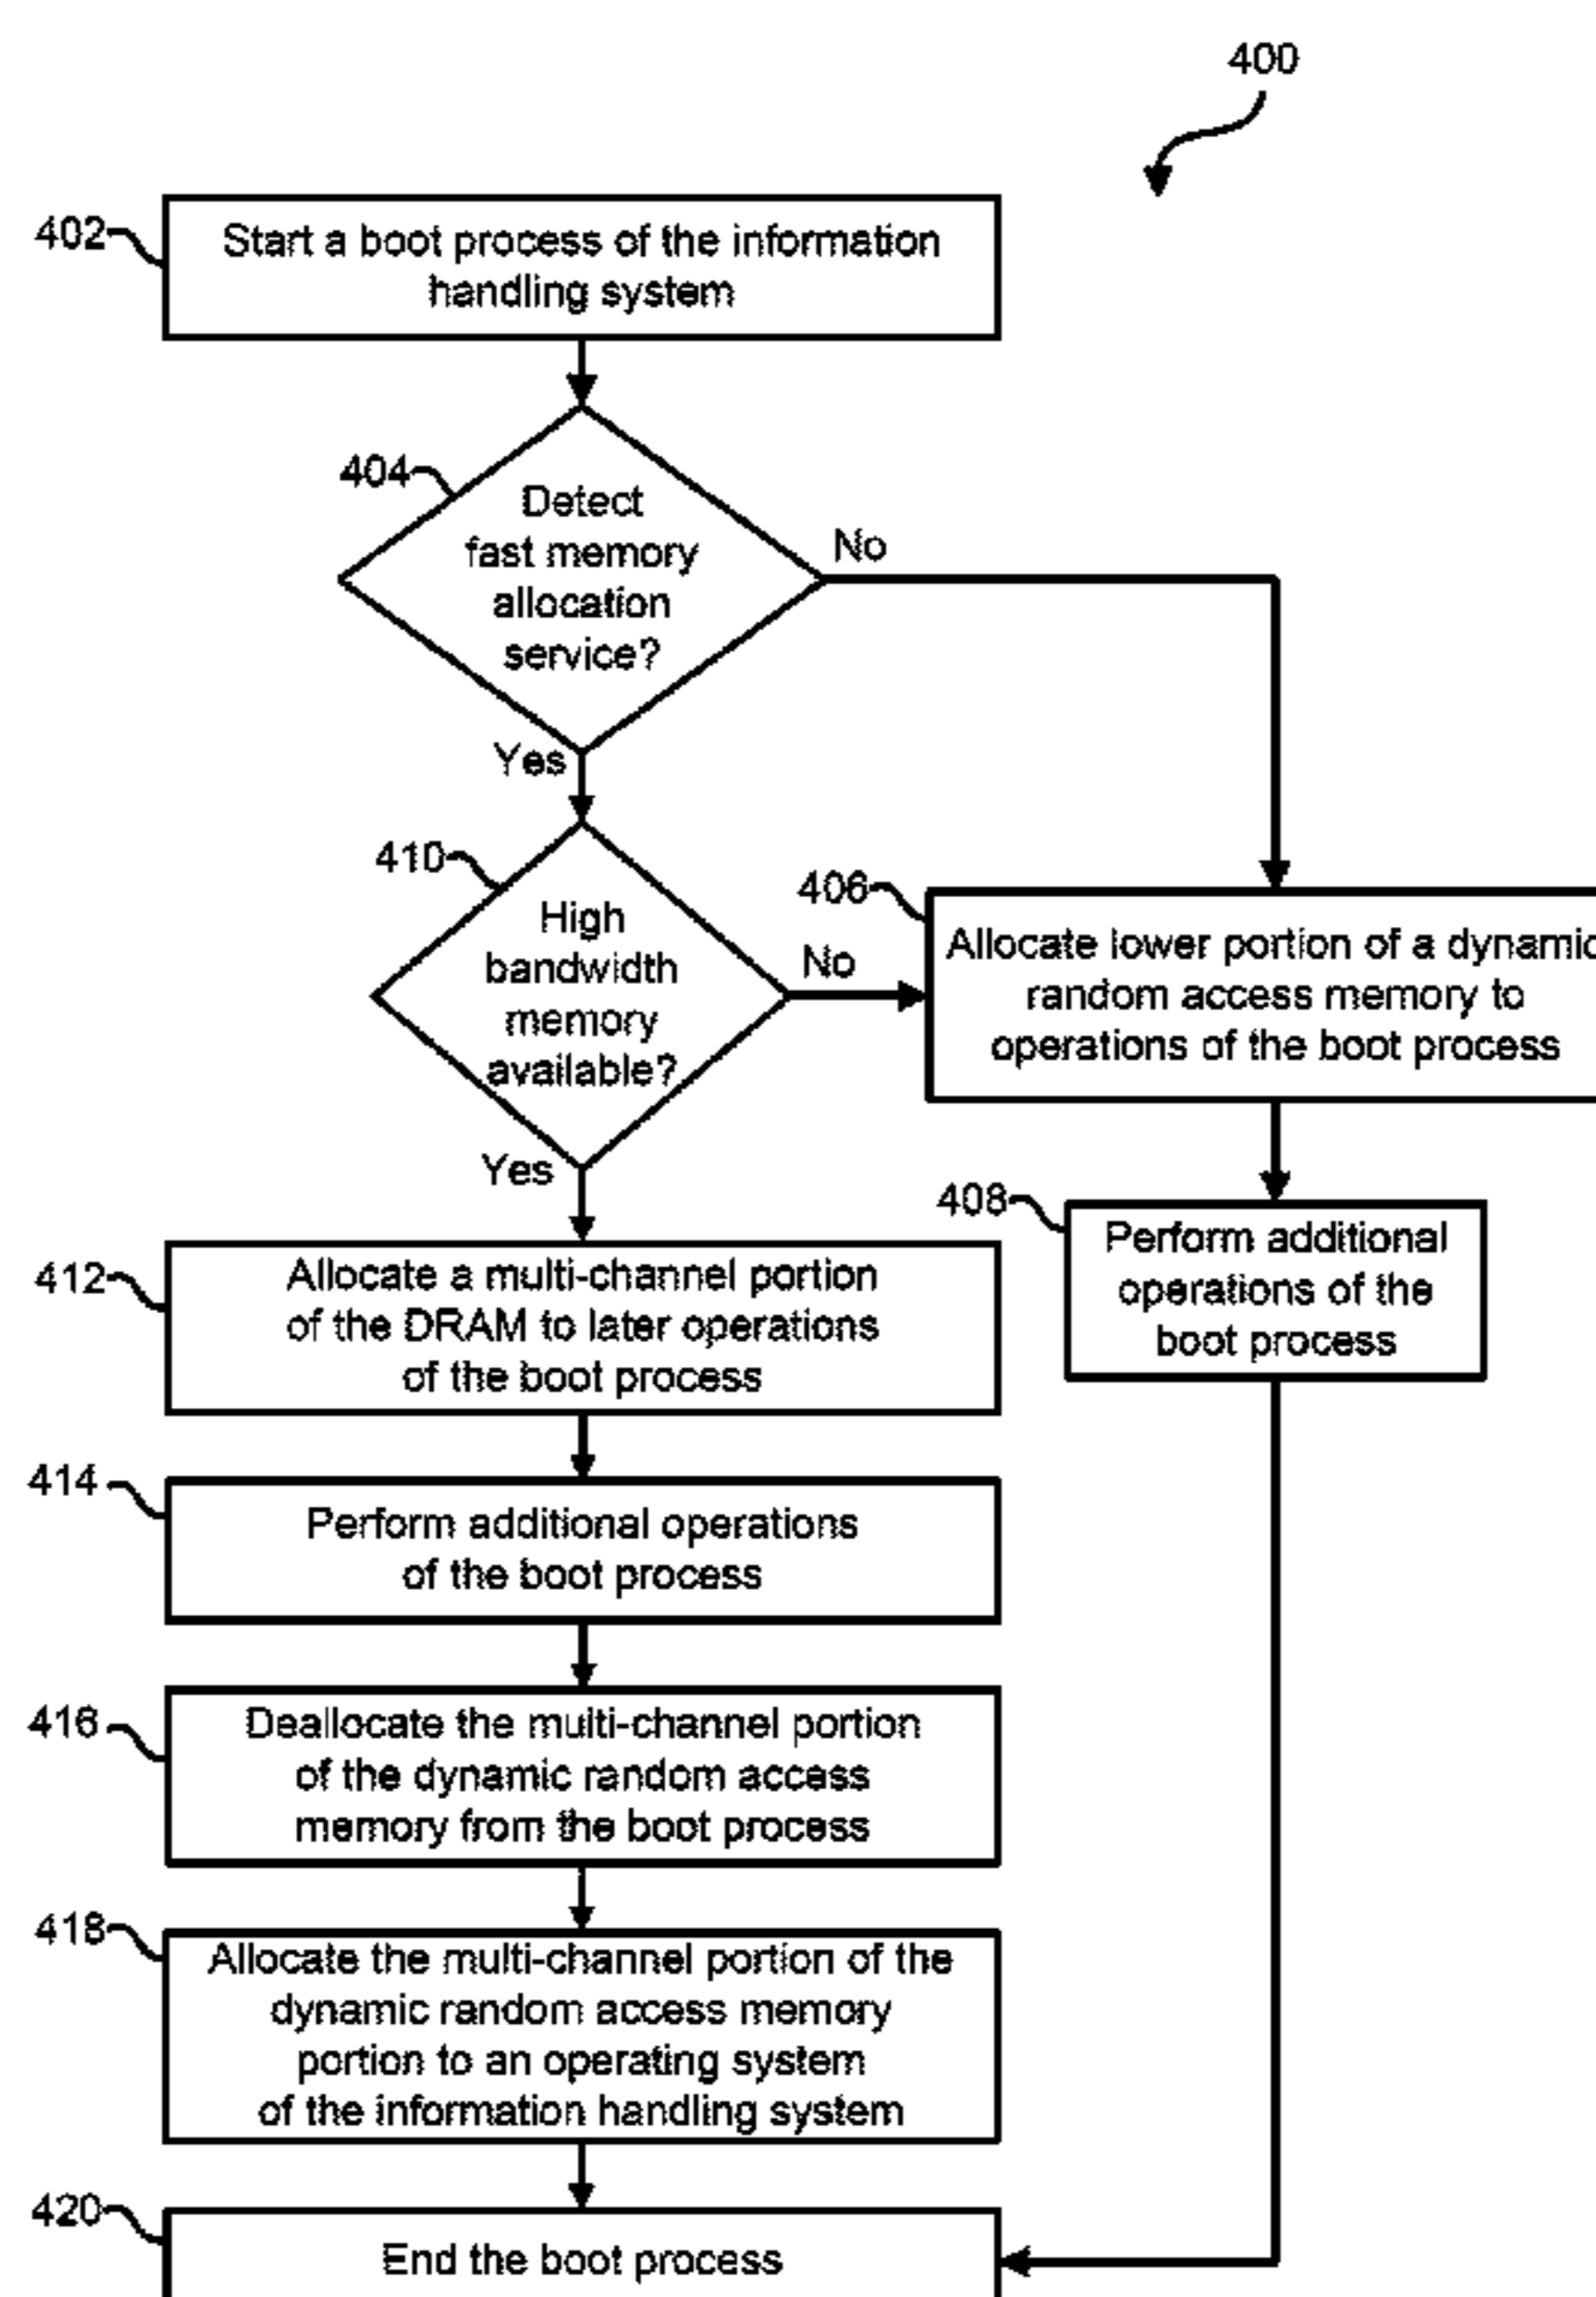 400
402
Start a boot process of the information
handling system
404
Detect
fast memory
allocation
service?
No
Yes
410
High
bandwidth
memory
available?
No
Yes
406
Allocate lower portion of a dynamic
random access memory to
operations of the boot process
408
Perform additional
operations of the
boot process
412
Allocate a multi-channel portion
of the DRAM to later operations
of the boot process
414
Perform additional operations
of the boot process
416
Deallocate the multi-channel portion
of the dynamic random access
memory from the boot process
418
Allocate the multi-channel portion of the
dynamic random access memory
portion to an operating system
of the information handling system
420
End the boot process